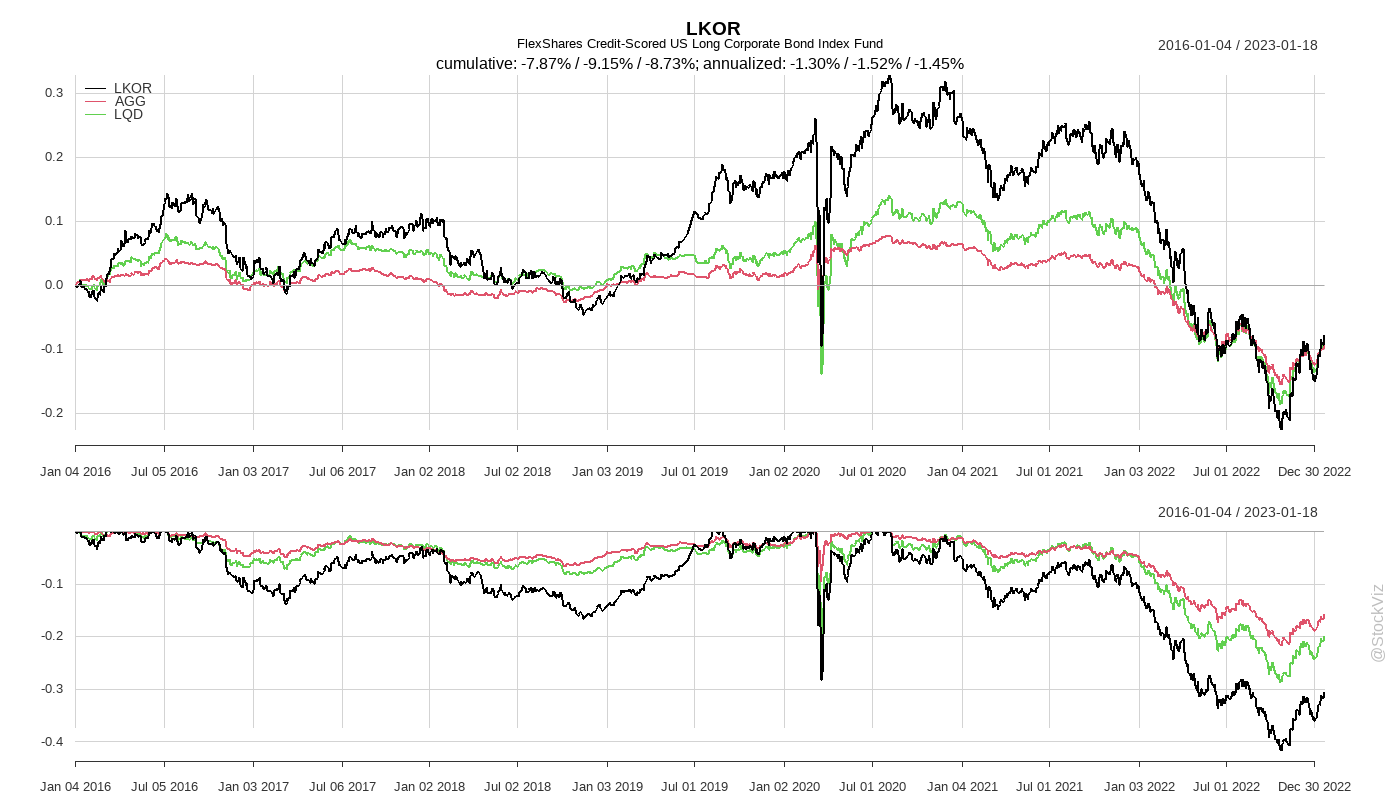 LKOR
FlexShares Credit-Scored US Long Corporate Bond Index Fund
2016-01-04 / 2023-01-18
cumulative: -7.87% / -9.15% / -8.73%; annualized: -1.30% / -1.52% / -1.45%
LKOR
AGG
LQD
0.3
0.2
0.1
0.0
-0.1
-0.2
Jan 04 2016 Jul 05 2016 Jan 03 2017 Jul 06 2017 Jan 02 2018 Jul 02 2018 Jan 03 2019 Jul 01 2019 Jan 02 2020 Jul 01 2020 Jan 04 2021 Jul 01 2021 Jan 03 2022 Jul 01 2022 Dec 30 2022
2016-01-04 / 2023-01-18
-0.1
-0.2
-0.3
-0.4
Jan 04 2016 Jul 05 2016 Jan 03 2017 Jul 06 2017 Jan 02 2018 Jul 02 2018 Jan 03 2019 Jul 01 2019 Jan 02 2020 Jul 01 2020 Jan 04 2021 Jul 01 2021 Jan 03 2022 Jul 01 2022 Dec 30 2022
@StockViz